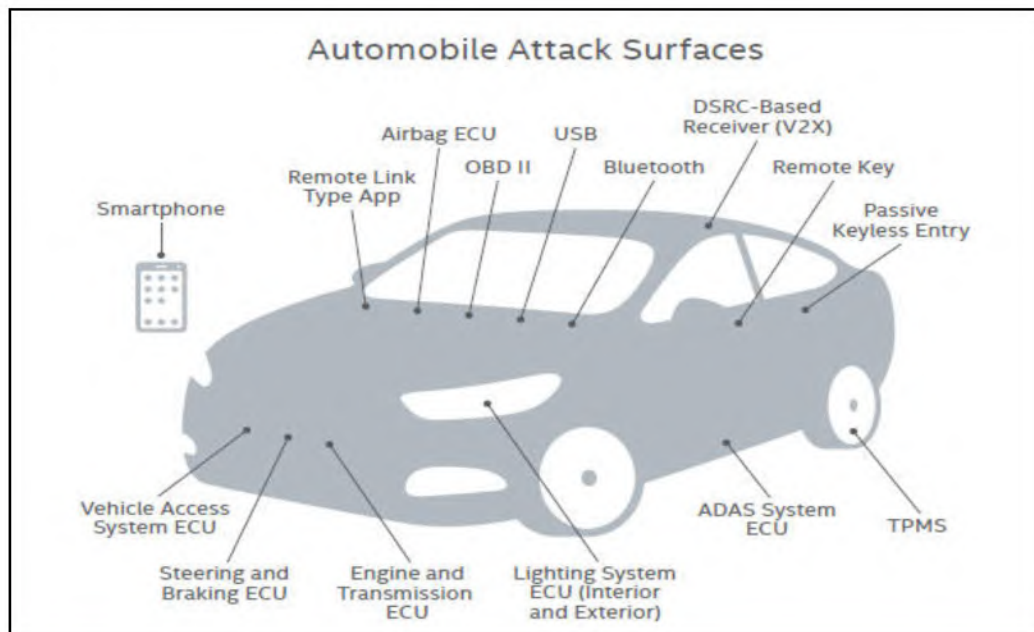 Automobile Attack Surfaces
DSRC-Based
Receiver (V2X)
Airbag ECU
USB
Remote Link
Type App
OBD II
Bluetooth
Remote Key
Smartphone
Passive
Keyless Entry
Vehicle Access
System ECU
ADAS System
ECU
TPMS
Steering and
Braking ECU
Engine and
Transmission
ECU
Lighting System
ECU (Interior
and Exterior)